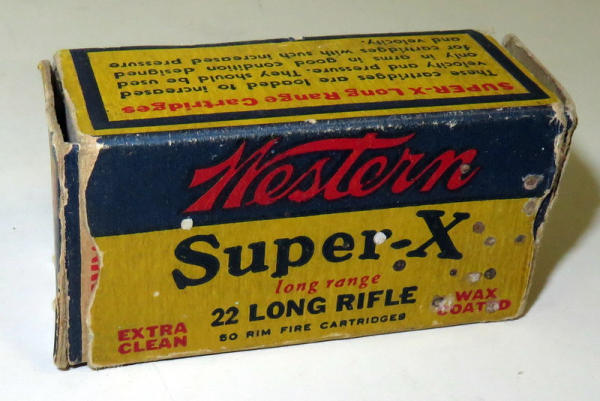 SUPER-X Long Range Cartridges
These cartridges are loaded to increased
velocity and pressure. They should be used
only in arms in good condition designed
for cartridges with such increased pressure
and velocity.
Western
Super-X
long range
22 LONG RIFLE
50 RIM FIRE CARTRIDGES
EXTRA
CLEAN
WAX
COATED